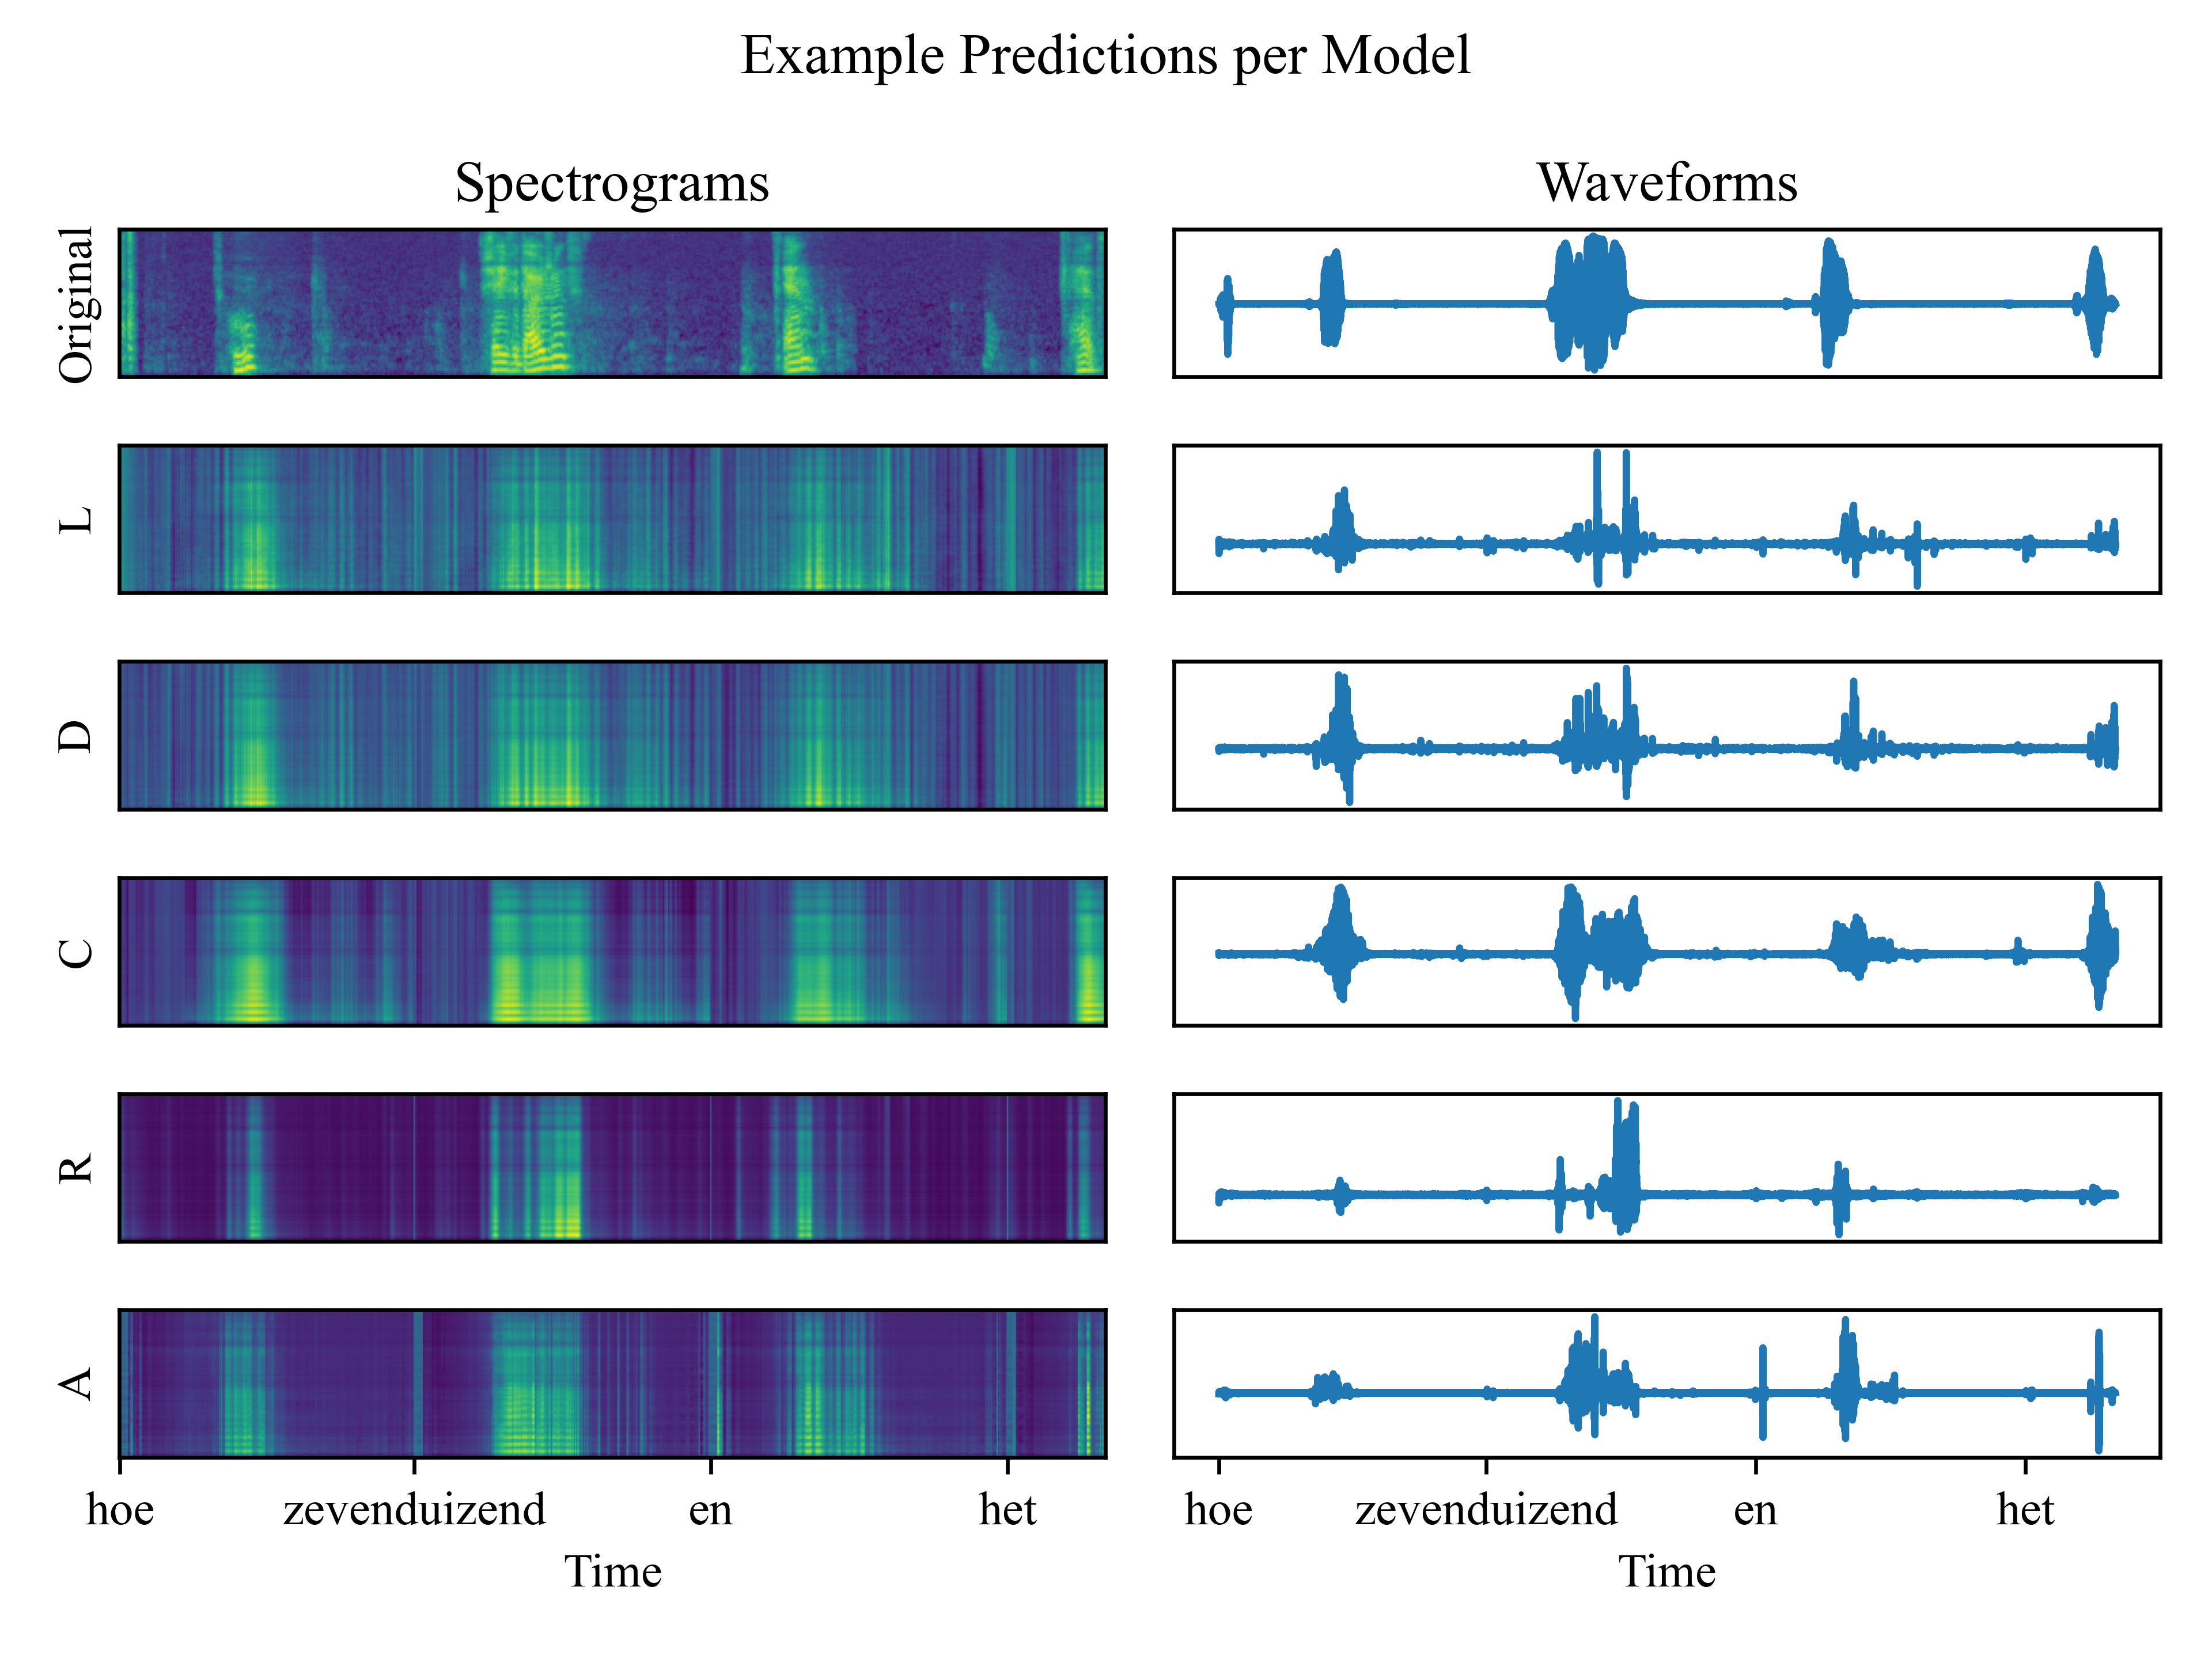 Example Predictions per Model
Spectrograms
Waveforms
Original
L
D
C
R
A
hoe zevenduizend en het
hoe zevenduizend en het
Time
Time